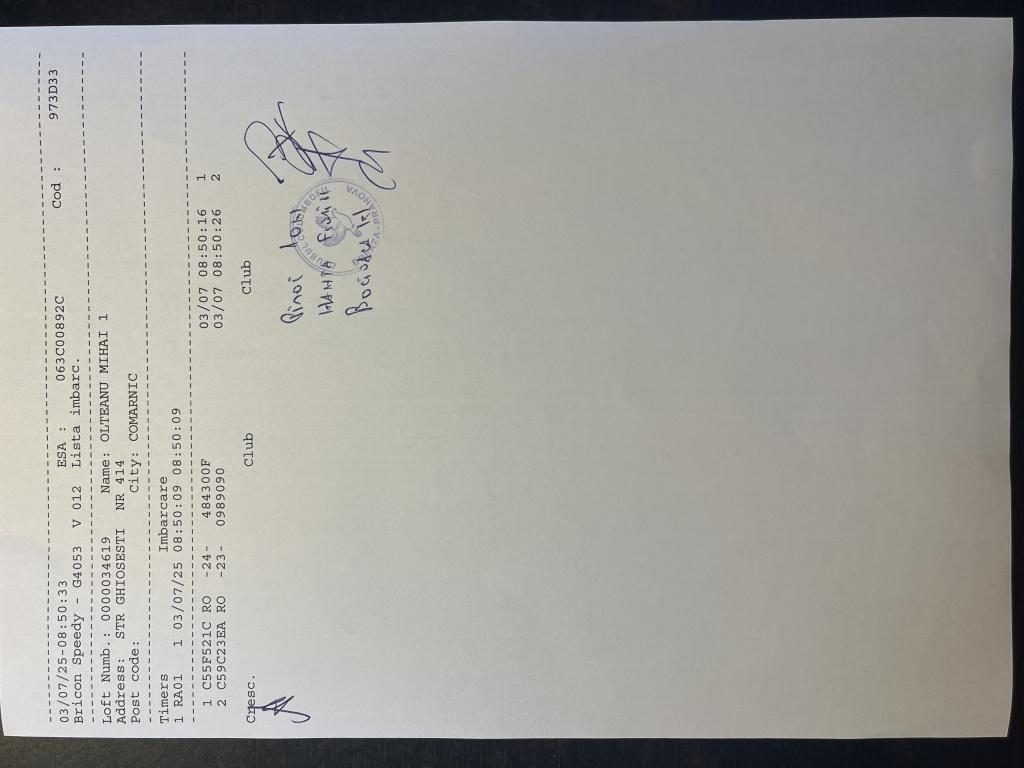 03/07/25-08:50:33 ESA : 063C00892C Cod : 973D33
Bricon Speedy - G4053 V 012 Lista imbarc.
Loft Numb.: 0000034619 Name: OLTEANU MIHAI 1
Address: STR GHIOSESTI NR 414
Post code: City: COMARNIC
Timers Imbarcare
1 RA01 1 03/07/25 08:50:09 08:50:09
1 C55F521C RO -24- 484300F 03/07 08:50:16 1
2 C59C23EA RO -23- 0989090 03/07 08:50:26 2
Cresc. Club Club